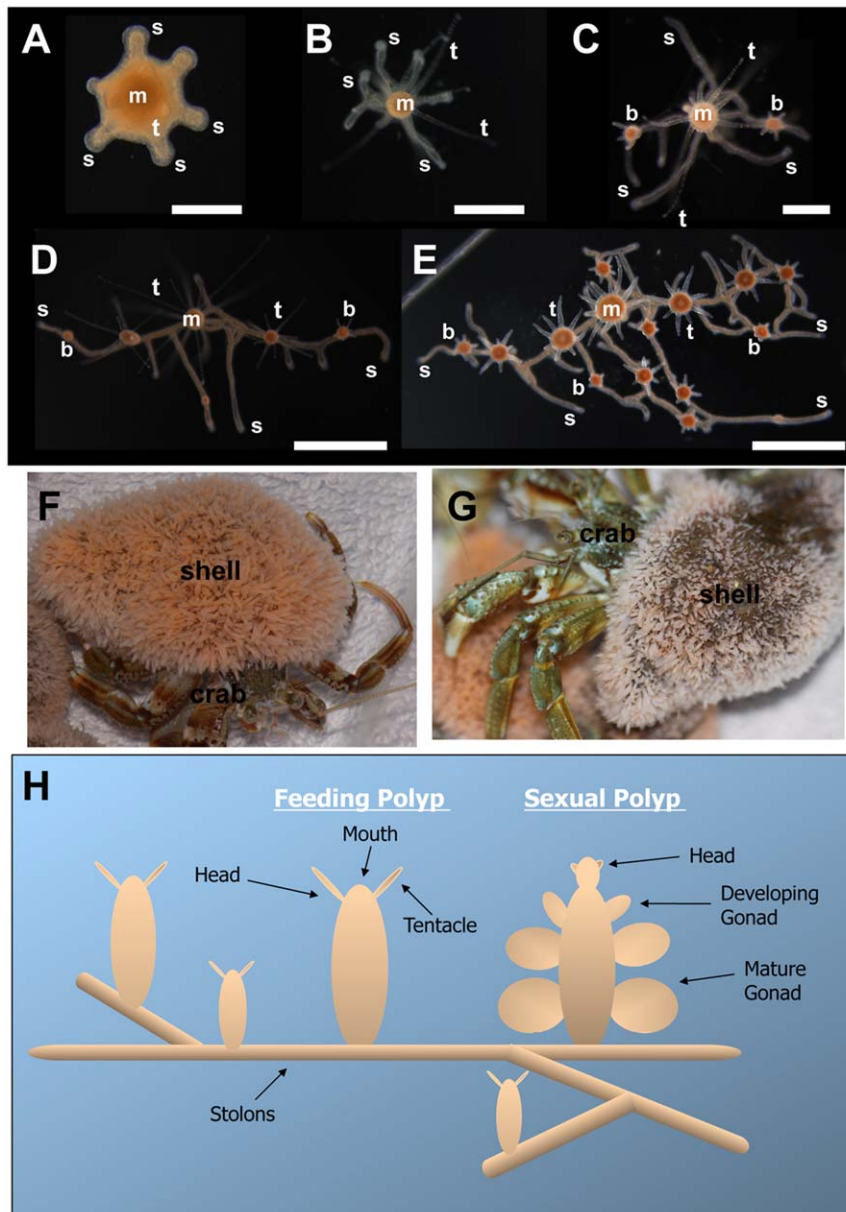 A
s
m
t
s
s
s
B
s
t
s
m
t
s
C
s
t
m
b
b
s
s
t
D
t
s
m
t
b
b
s
s
E
t
m
b
t
b
s
s
b
s
s
F
shell
crab
G
crab
shell
H
Feeding Polyp
Sexual Polyp
Mouth
Head
Tentacle
Head
Developing
Gonad
Mature
Gonad
Stolons